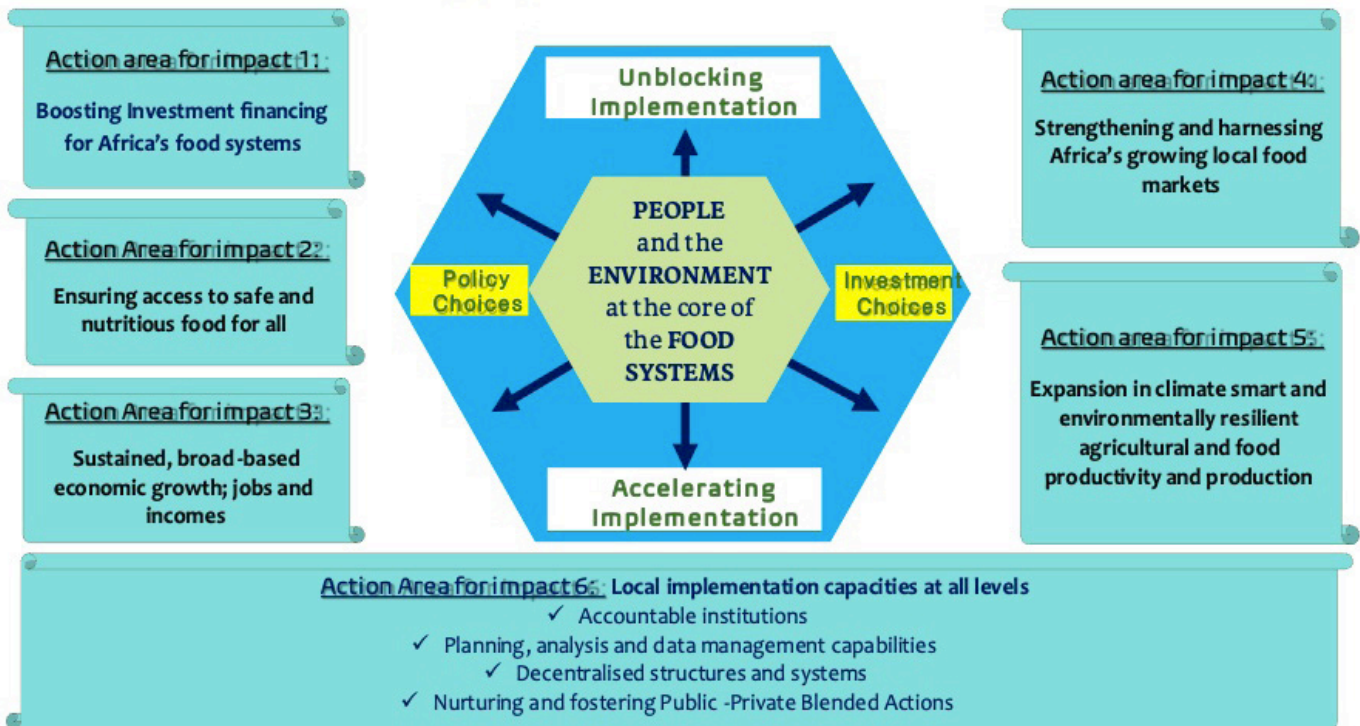 Action area for impact 1:
Boosting Investment financing
for Africa's food systems
Action Area for impact 2:
Ensuring access to safe and
nutritious food for all
Action Area for impact 3:
Sustained, broad-based
economic growth; jobs and
incomes
Unblocking
Implementation
Policy
Choices
PEOPLE
and the
ENVIRONMENT
at the core of
the FOOD
SYSTEMS
Investment
Choices
Accelerating
Implementation
Action area for impact 4:
Strengthening and harnessing
Africa's growing local food
markets
Action area for impact 5:
Expansion in climate smart and
environmentally resilient
agricultural and food
productivity and production
Action Area for impact 6: Local implementation capacities at all levels
✓ Accountable institutions
✓ Planning, analysis and data management capabilities
✓ Decentralised structures and systems
✓ Nurturing and fostering Public -Private Blended Actions